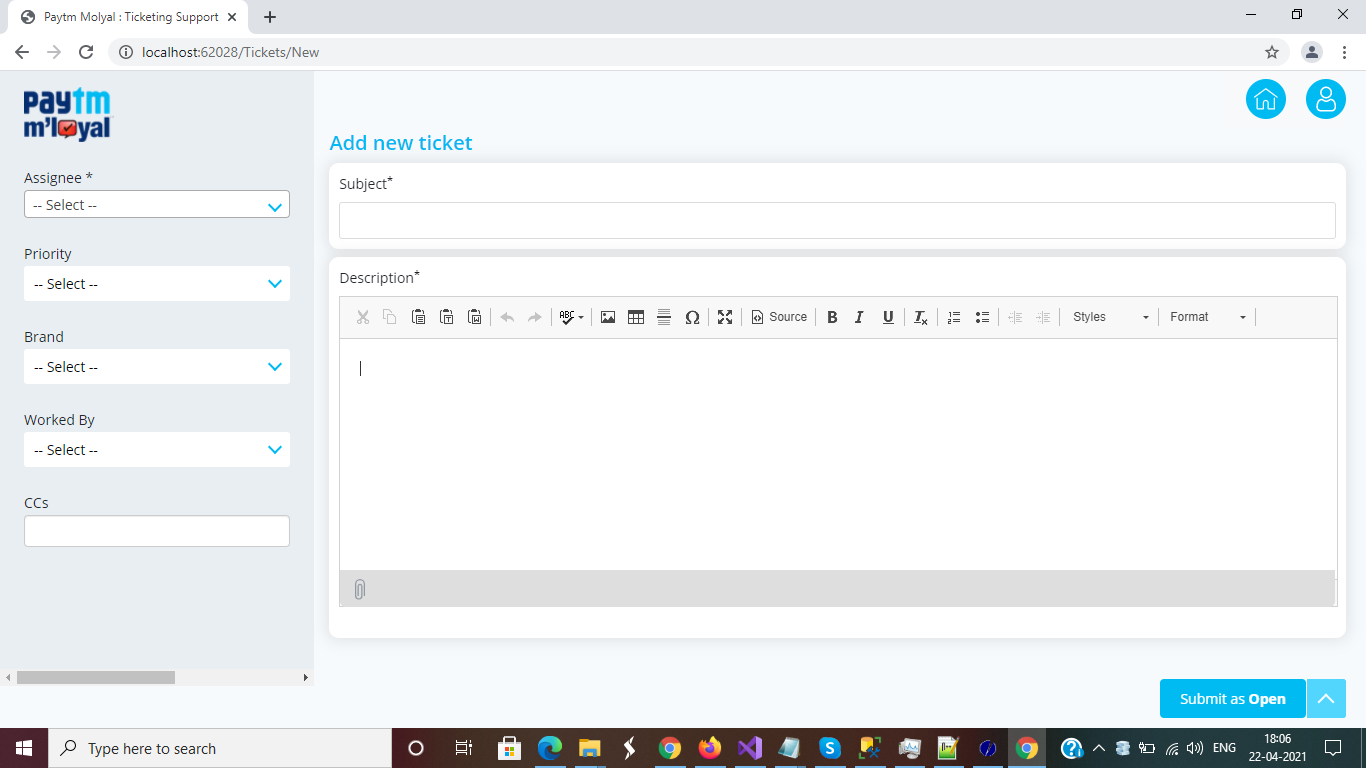 Paytm Molyal : Ticketing Support
localhost:62028/Tickets/New
paytm
m'loyal
Assignee *
-- Select --
Priority
-- Select --
Brand
-- Select --
Worked By
-- Select --
CCs
Add new ticket
Subject*
Description*
ABC
Source
B I U Tx
Styles
Format
Submit as Open
Type here to search
ENG
18:06
22-04-2021